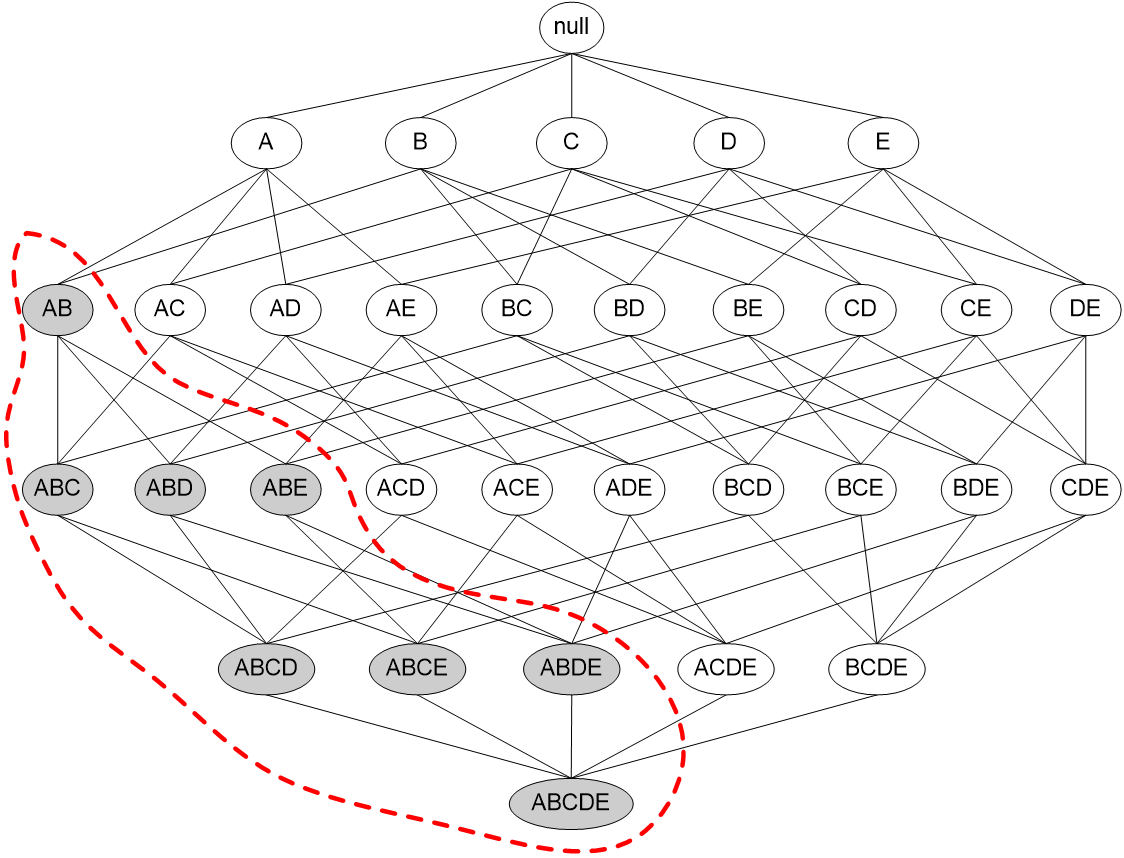 null
A B C D E
AB AC AD AE BC BD BE CD CE DE
ABC ABD ABE ACD ACE ADE BCD BCE BDE CDE
ABCD ABCE ABDE ACDE BCDE
ABCDE